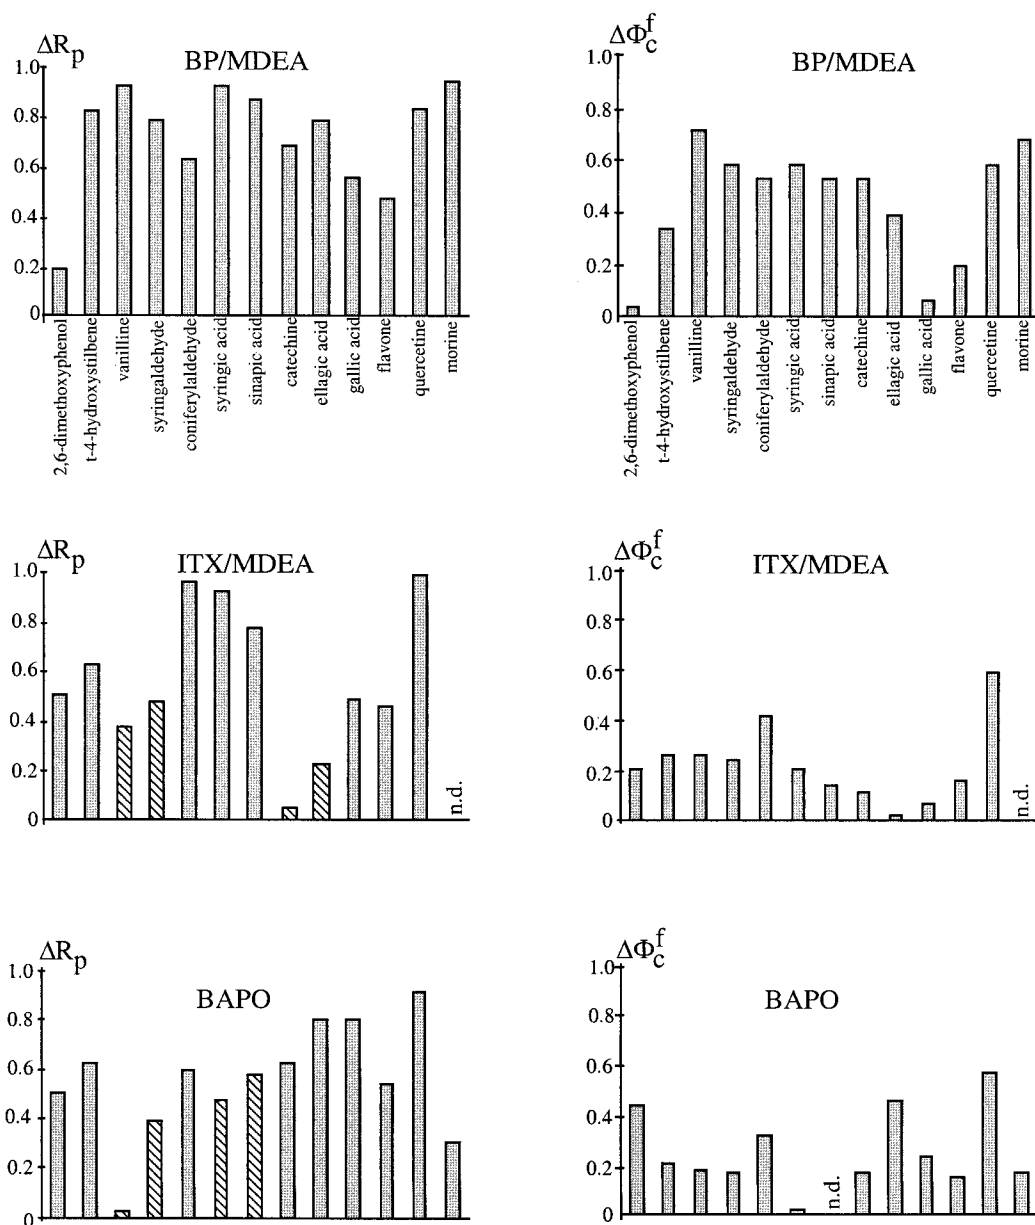 ΔRp
BP/MDEA
1.0
0.8
0.6
0.4
0.2
0
2,6-dimethoxyphenol
t-4-hydroxystilbene
vanilline
syringaldehyde
coniferylaldehyde
syringic acid
sinapic acid
catechine
ellagic acid
gallic acid
flavone
quercetine
morine
ΔΦcf
BP/MDEA
1.0
0.8
0.6
0.4
0.2
0
2,6-dimethoxyphenol
t-4-hydroxystilbene
vanilline
syringaldehyde
coniferylaldehyde
syringic acid
sinapic acid
catechine
ellagic acid
gallic acid
flavone
quercetine
morine
ΔRp
ITX/MDEA
1.0
0.8
0.6
0.4
0.2
0
n.d.
ΔΦcf
ITX/MDEA
1.0
0.8
0.6
0.4
0.2
0
n.d.
ΔRp
BAPO
1.0
0.8
0.6
0.4
0.2
0
ΔΦcf
BAPO
1.0
0.8
0.6
0.4
0.2
0
n.d.